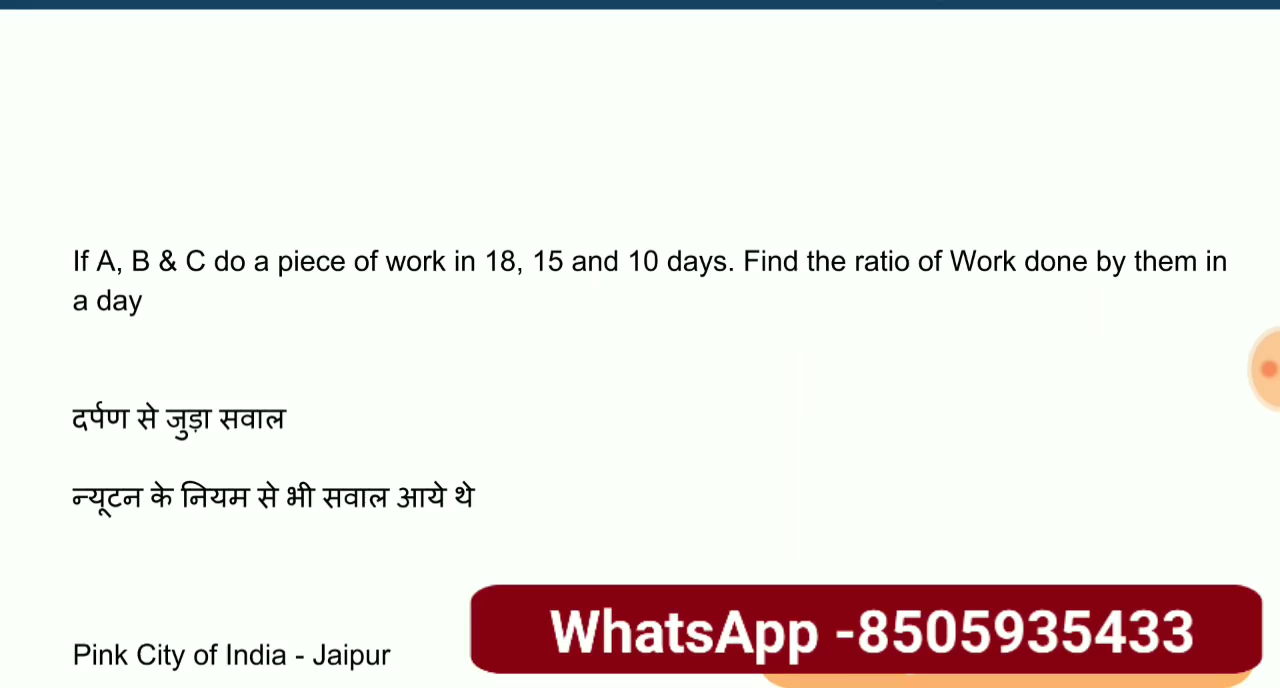 If A, B & C do a piece of work in 18, 15 and 10 days. Find the ratio of Work done by them in
a day
दर्पण से जुड़ा सवाल
न्यूटन के नियम से भी सवाल आये थे
Pink City of India - Jaipur
WhatsApp -8505935433